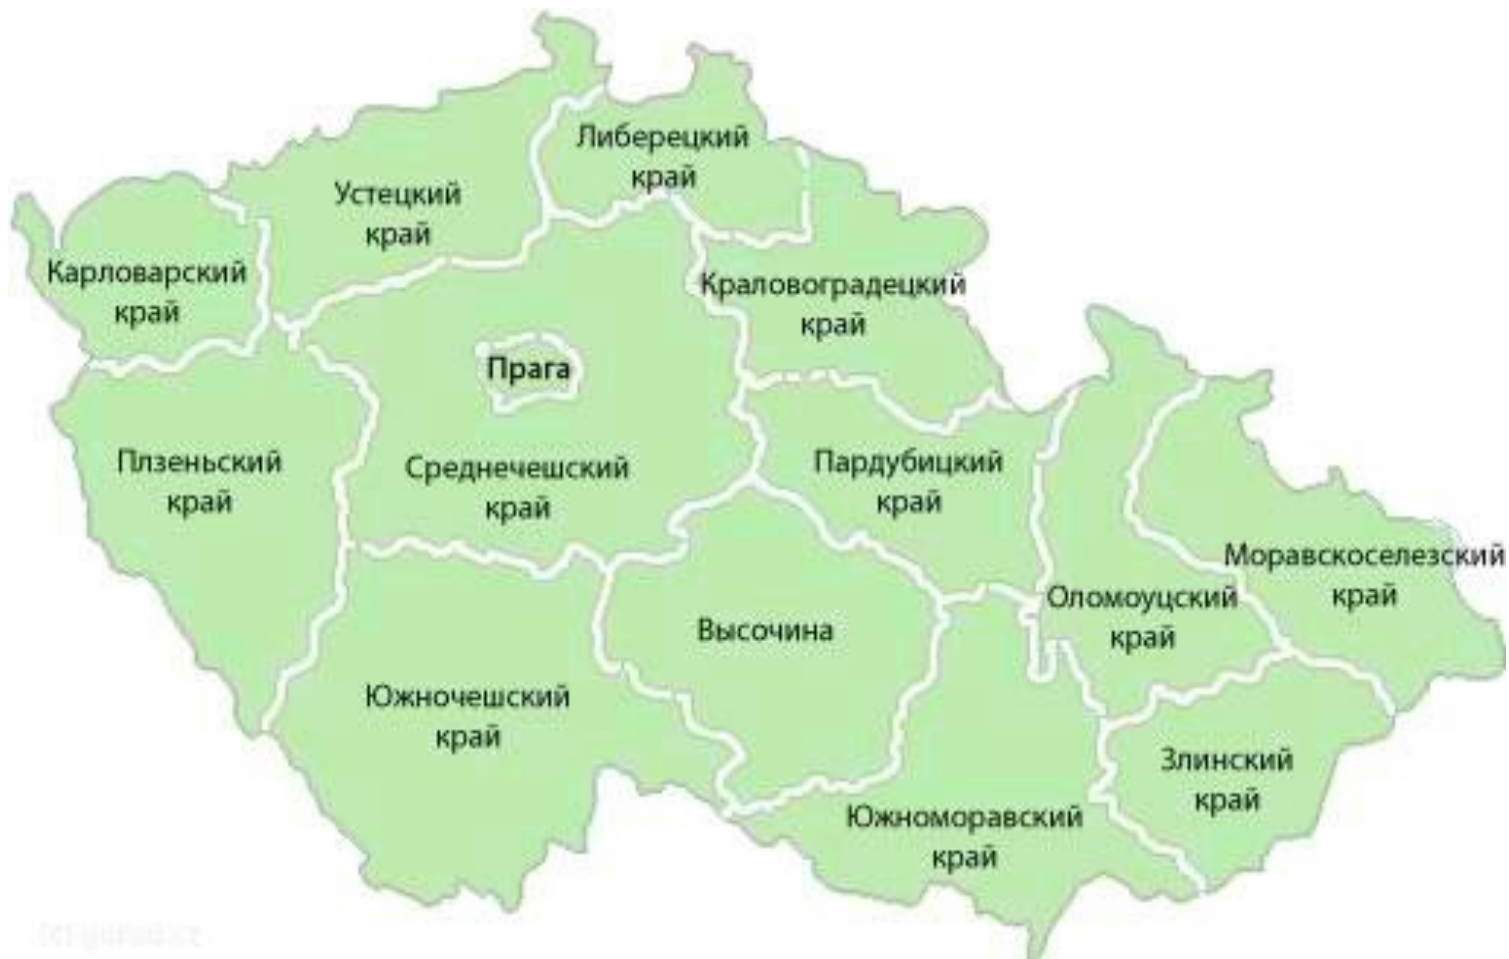 Либерецкий
край
Устецкий
край
Карловарский
край
Краловоградецкий
край
Прага
Плзеньский
край
Среднечешский
край
Пардубицкий
край
Моравскоселезский
край
Оломоуцский
край
Высочина
Южночешский
край
Злинский
край
Южноморавский
край